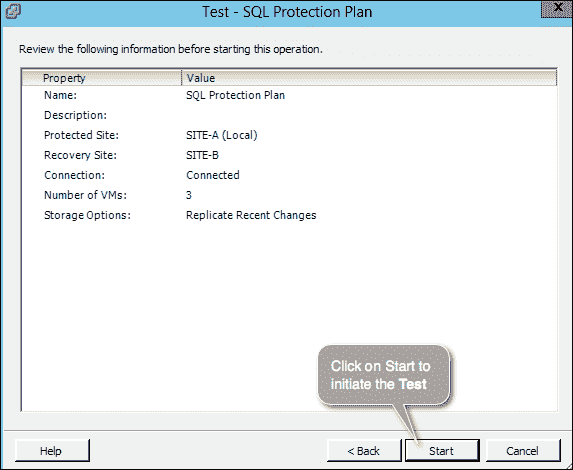 Test - SQL Protection Plan
X
Review the following information before starting this operation.
Property Value
Name: SQL Protection Plan
Description:
Protected Site: SITE-A (Local)
Recovery Site: SITE-B
Connection: Connected
Number of VMs: 3
Storage Options: Replicate Recent Changes
Click on Start to
initiate the Test
Help < Back Start Cancel